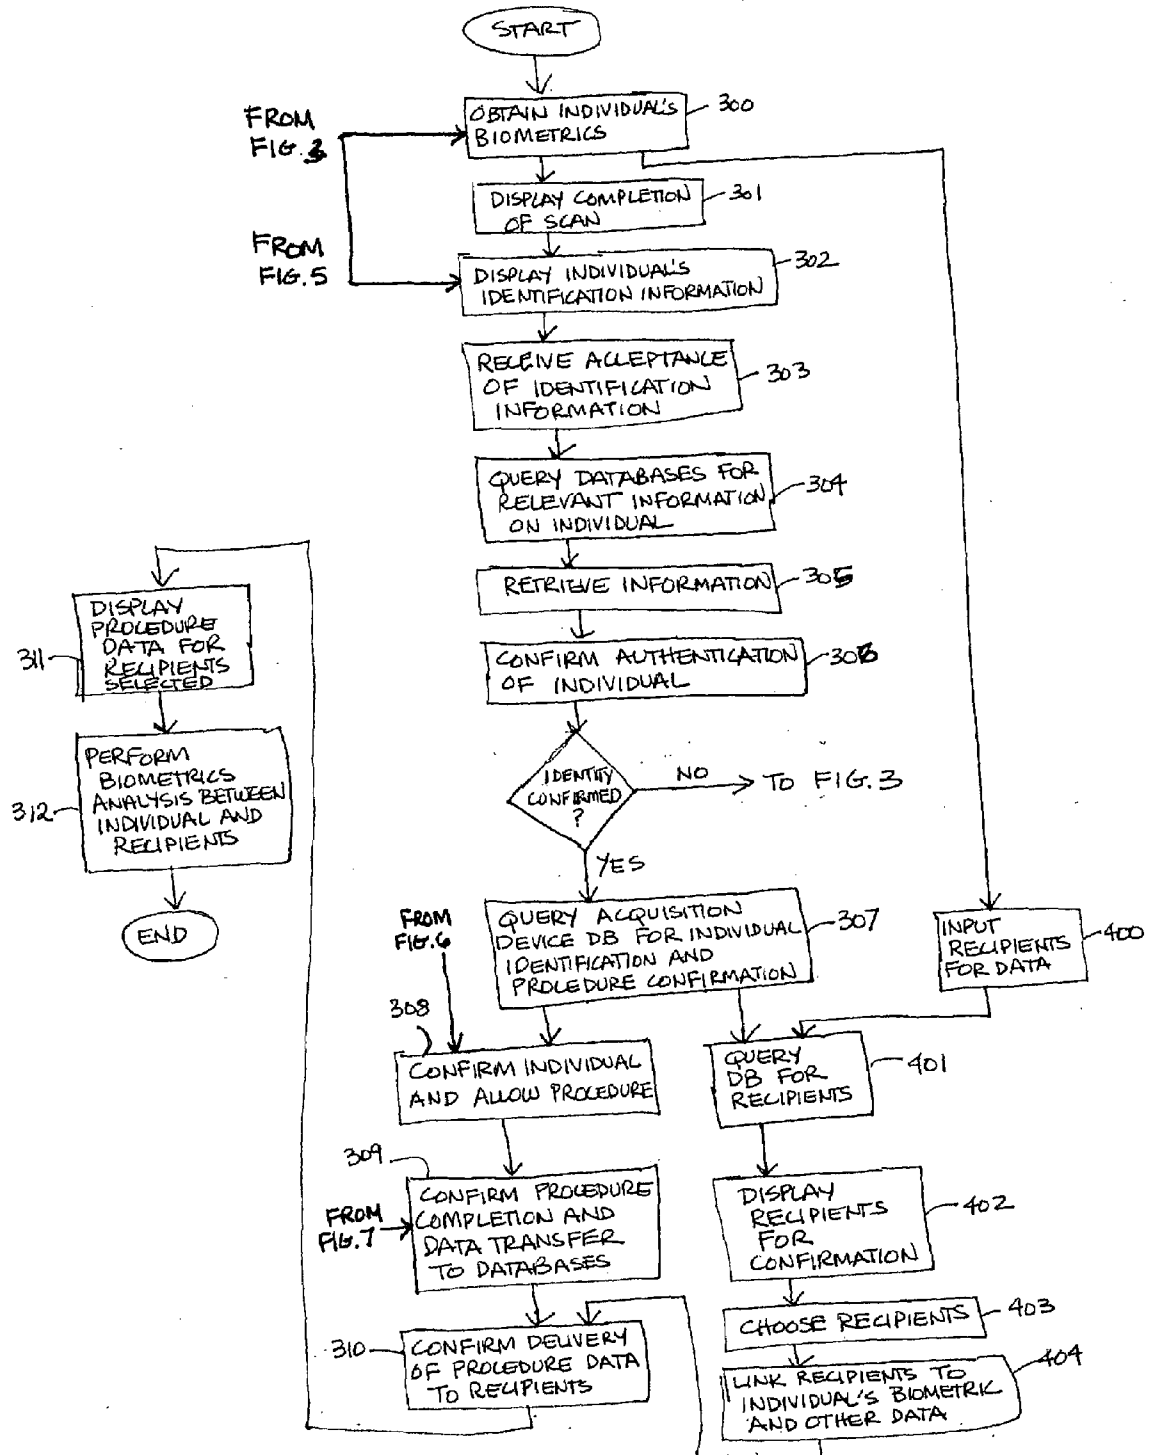 START
OBTAIN INDIVIDUAL'S
BIOMETRICS
300
FROM
FIG. 3
DISPLAY COMPLETION
OF SCAN
301
FROM
FIG. 5
DISPLAY INDIVIDUAL'S
IDENTIFICATION INFORMATION
302
RECEIVE ACCEPTANCE
OF IDENTIFICATION
INFORMATION
303
QUERY DATABASES FOR
RELEVANT INFORMATION
ON INDIVIDUAL
304
RETRIEVE INFORMATION
305
CONFIRM AUTHENTICATION
OF INDIVIDUAL
306
IDENTITY
CONFIRMED
?
NO
TO FIG. 3
YES
QUERY ACQUISITION
DEVICE DB FOR INDIVIDUAL
IDENTIFICATION AND
PROCEDURE CONFIRMATION
307
FROM
FIG. 6
308
CONFIRM INDIVIDUAL
AND ALLOW PROCEDURE
309
FROM
FIG. 7
CONFIRM PROCEDURE
COMPLETION AND
DATA TRANSFER
TO DATABASES
310
CONFIRM DELIVERY
OF PROCEDURE DATA
TO RECIPIENTS
DISPLAY
PROCEDURE
DATA FOR
RECIPIENTS
SELECTED
311
PERFORM
BIOMETRICS
ANALYSIS BETWEEN
INDIVIDUAL AND
RECIPIENTS
312
END
INPUT
RECIPIENTS
FOR DATA
400
QUERY
DB FOR
RECIPIENTS
401
DISPLAY
RECIPIENTS
FOR
CONFIRMATION
402
CHOOSE RECIPIENTS
403
LINK RECIPIENTS TO
INDIVIDUAL'S BIOMETRIC
AND OTHER DATA
404